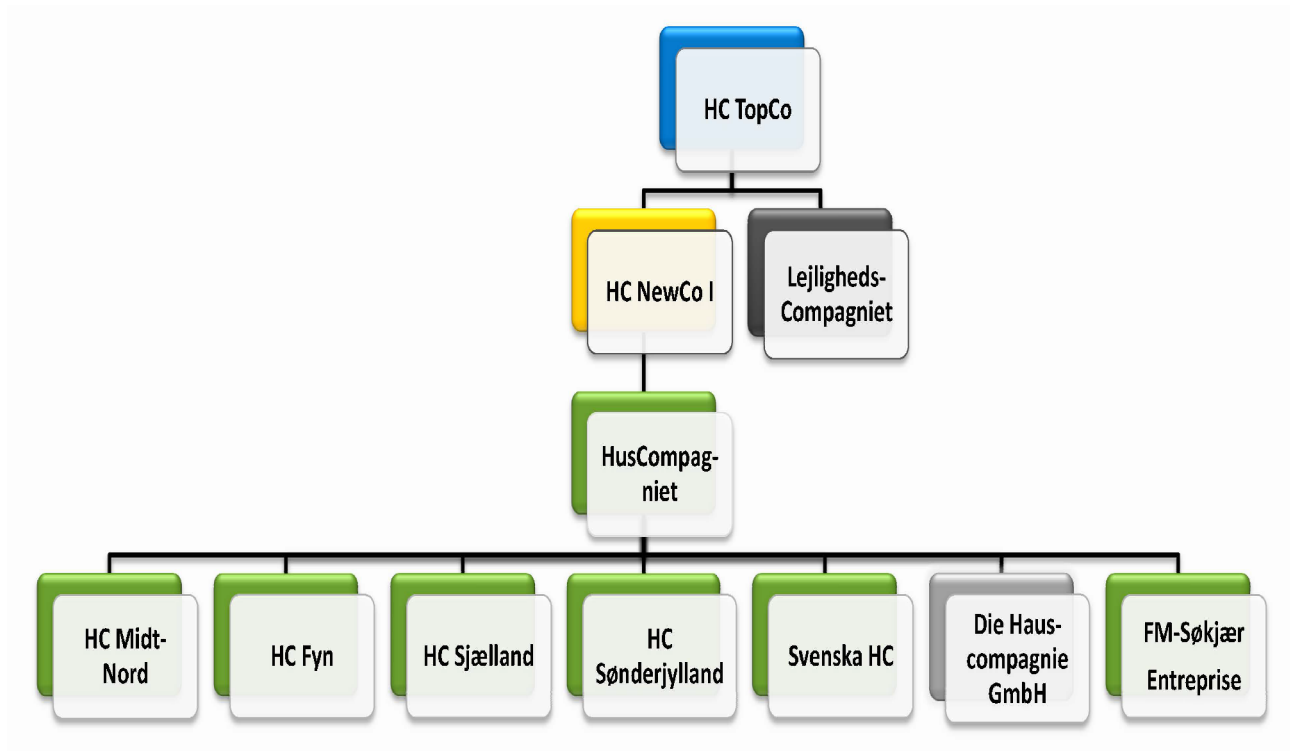 HC TopCo
HC NewCo I
Lejligheds-
Compagniet
HusCompag-
niet
HC Midt-
Nord
HC Fyn
HC Sjælland
HC
Sønderjylland
Svenska HC
Die Haus-
compagnie
GmbH
FM-Søkjær
Entreprise